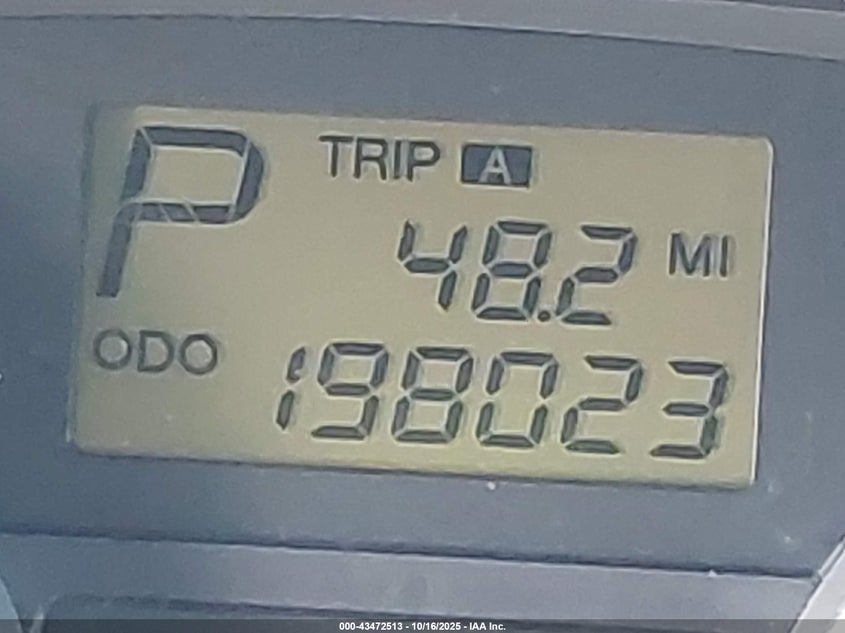 P
TRIP A
48.2 MI
ODO
198023
000-43472513 - 10/16/2025 - IAA Inc.